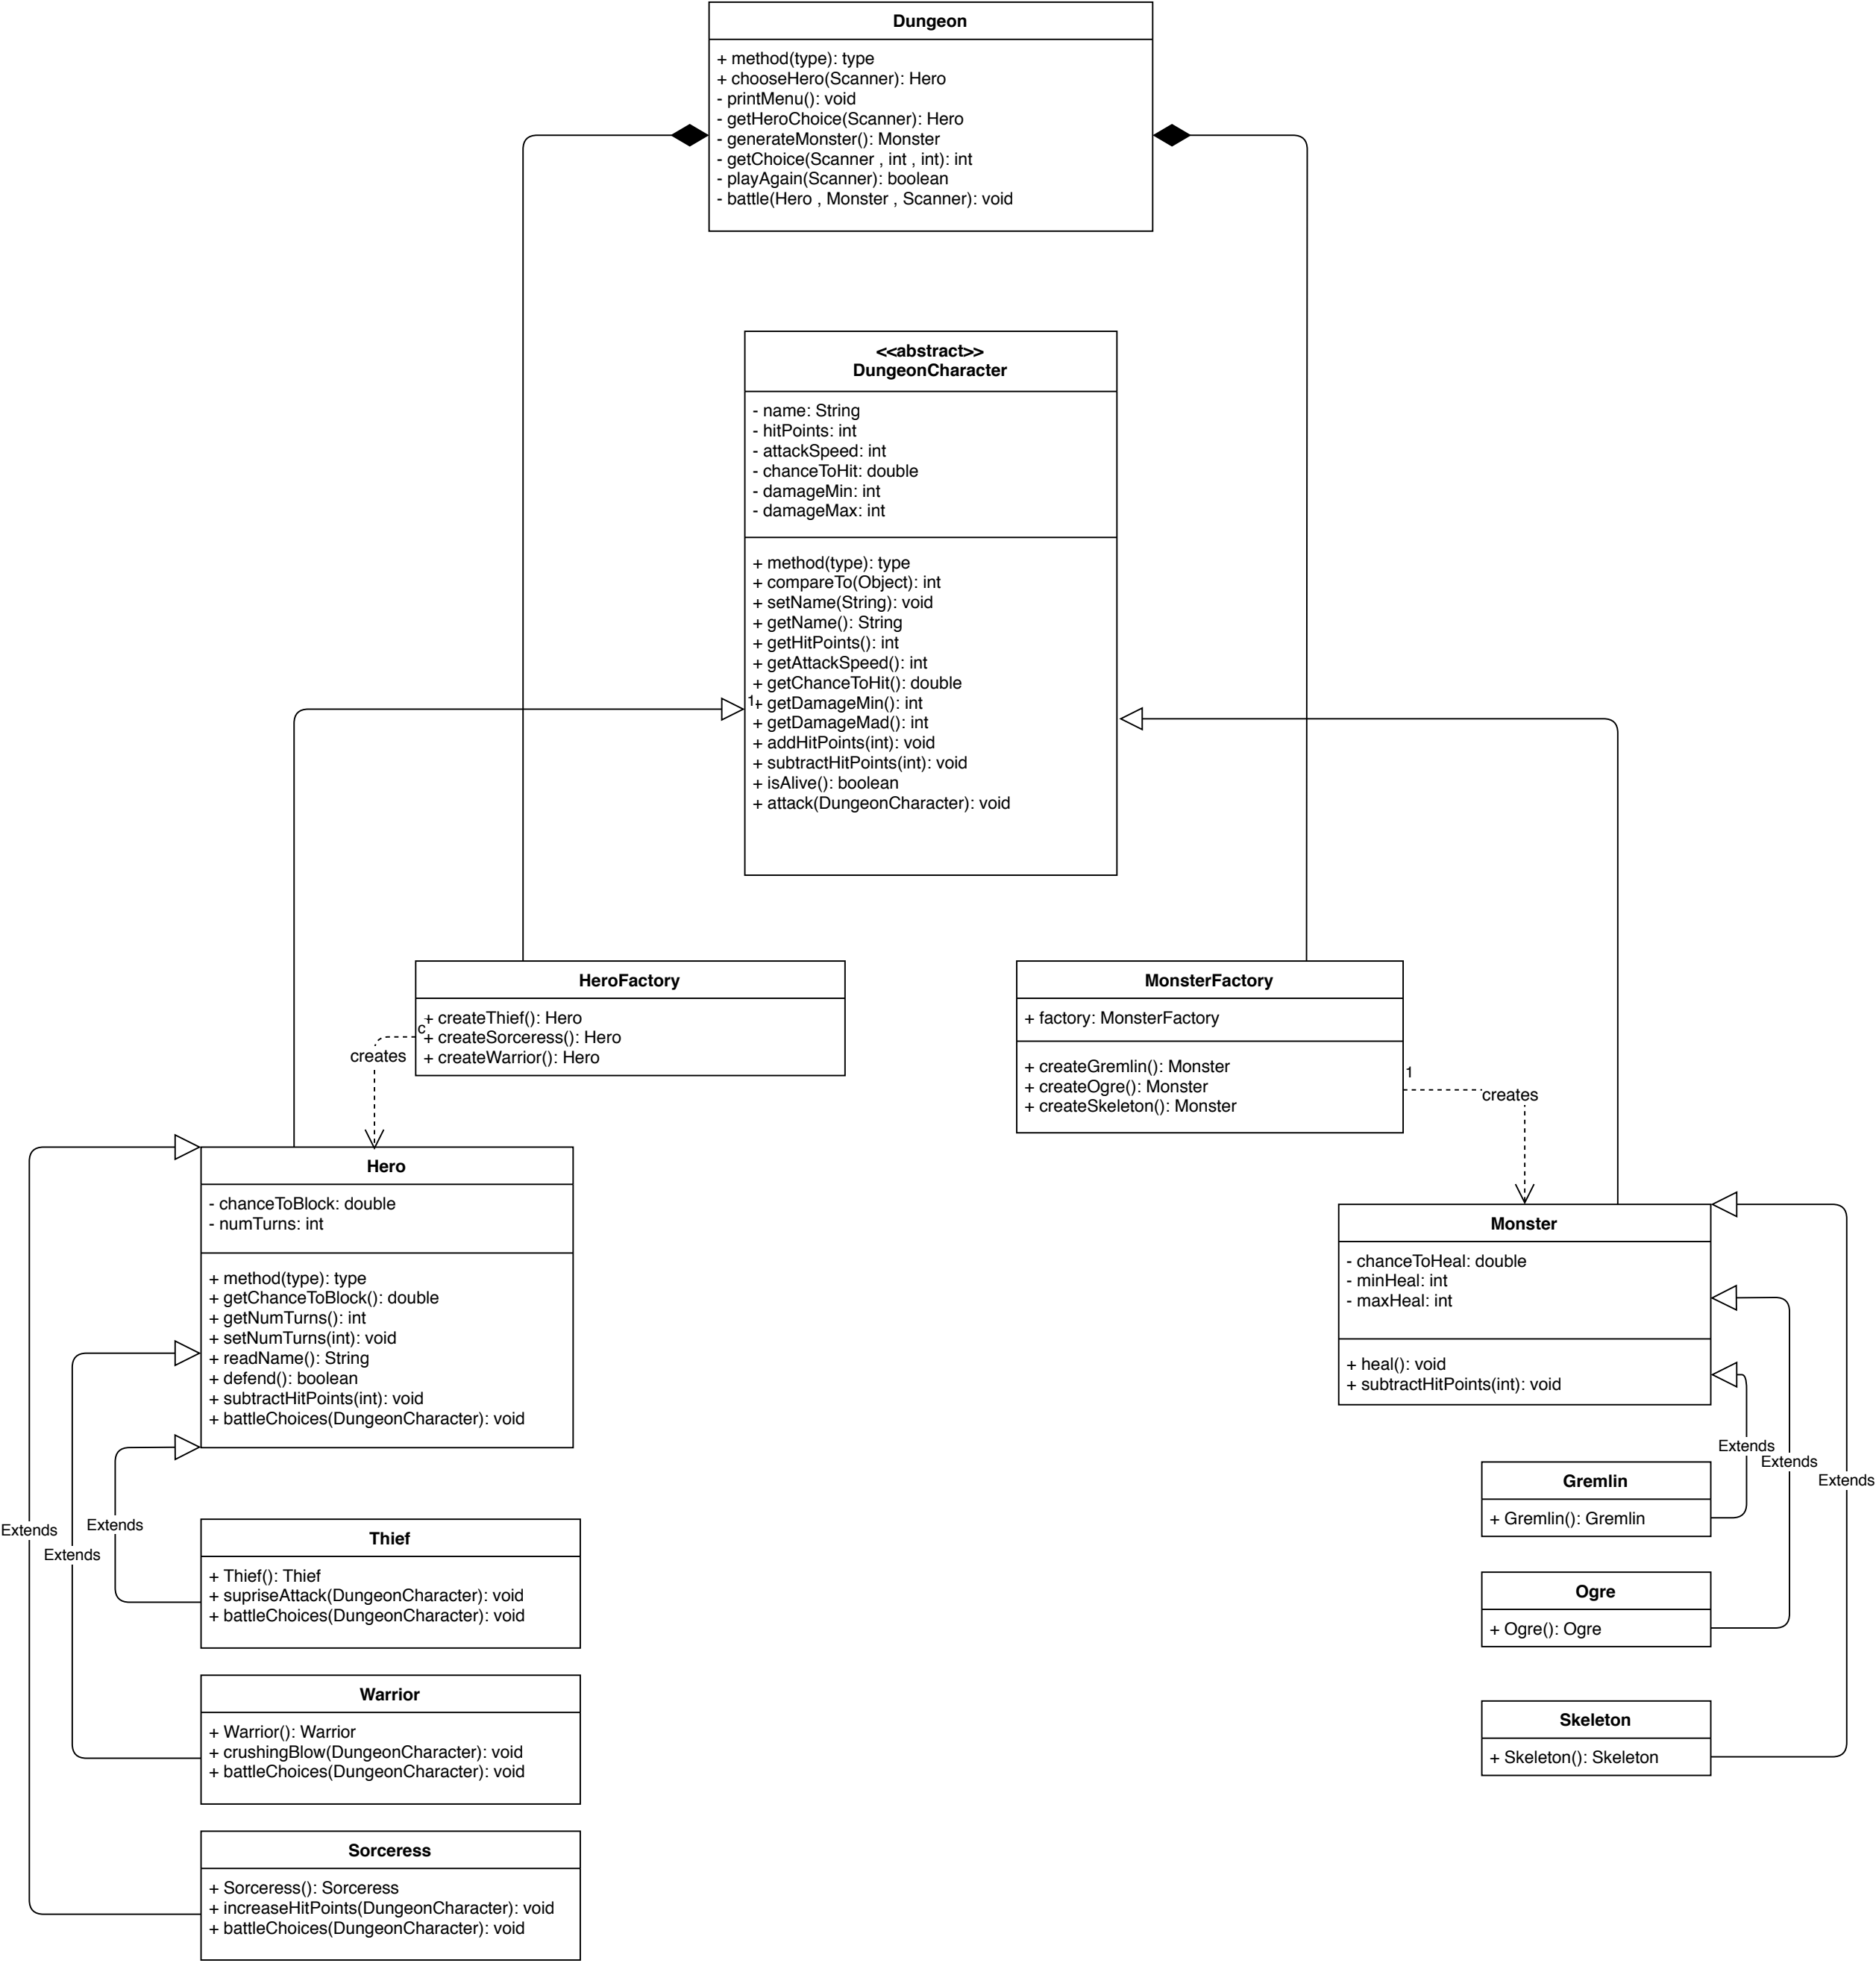 Dungeon
+ method(type): type
+ chooseHero(Scanner): Hero
- printMenu(): void
- getHeroChoice(Scanner): Hero
- generateMonster(): Monster
- getChoice(Scanner , int , int): int
- playAgain(Scanner): boolean
- battle(Hero , Monster , Scanner): void
<<abstract>>
DungeonCharacter
- name: String
- hitPoints: int
- attackSpeed: int
- chanceToHit: double
- damageMin: int
- damageMax: int
+ method(type): type
+ compareTo(Object): int
+ setName(String): void
+ getName(): String
+ getHitPoints(): int
+ getAttackSpeed(): int
+ getChanceToHit(): double
1
+ getDamageMin(): int
+ getDamageMad(): int
+ addHitPoints(int): void
+ subtractHitPoints(int): void
+ isAlive(): boolean
+ attack(DungeonCharacter): void
HeroFactory
+ createThief(): Hero
c
+ createSorceress(): Hero
+ createWarrior(): Hero
creates
MonsterFactory
+ factory: MonsterFactory
+ createGremlin(): Monster
+ createOgre(): Monster
+ createSkeleton(): Monster
1
creates
Hero
- chanceToBlock: double
- numTurns: int
+ method(type): type
+ getChanceToBlock(): double
+ getNumTurns(): int
+ setNumTurns(int): void
+ readName(): String
+ defend(): boolean
+ subtractHitPoints(int): void
+ battleChoices(DungeonCharacter): void
Monster
- chanceToHeal: double
- minHeal: int
- maxHeal: int
+ heal(): void
+ subtractHitPoints(int): void
Extends
Extends
Extends
Gremlin
+ Gremlin(): Gremlin
Ogre
+ Ogre(): Ogre
Skeleton
+ Skeleton(): Skeleton
Extends
Extends
Extends
Thief
+ Thief(): Thief
+ supriseAttack(DungeonCharacter): void
+ battleChoices(DungeonCharacter): void
Warrior
+ Warrior(): Warrior
+ crushingBlow(DungeonCharacter): void
+ battleChoices(DungeonCharacter): void
Sorceress
+ Sorceress(): Sorceress
+ increaseHitPoints(DungeonCharacter): void
+ battleChoices(DungeonCharacter): void